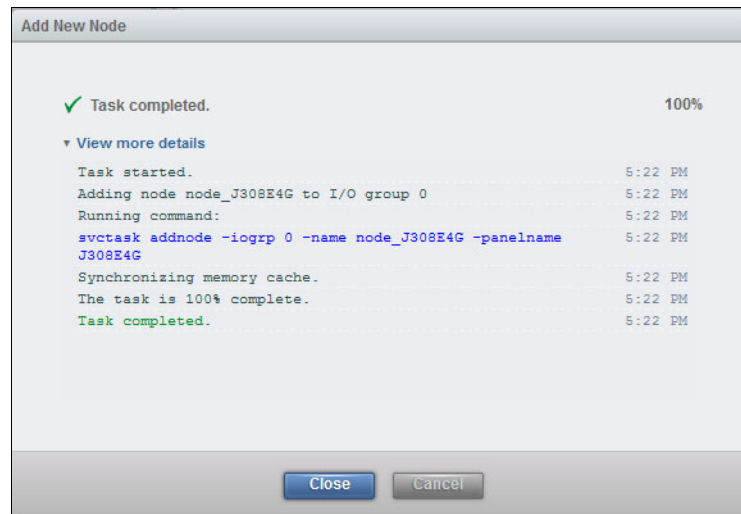 Add New Node
✓ Task completed. 100%
▾ View more details
Task started. 5:22 PM
Adding node node_J308E4G to I/O group 0 5:22 PM
Running command: 5:22 PM
svctask addnode -iogrp 0 -name node_J308E4G -panelname 5:22 PM
J308E4G
Synchronizing memory cache. 5:22 PM
The task is 100% complete. 5:22 PM
Task completed. 5:22 PM
Close Cancel